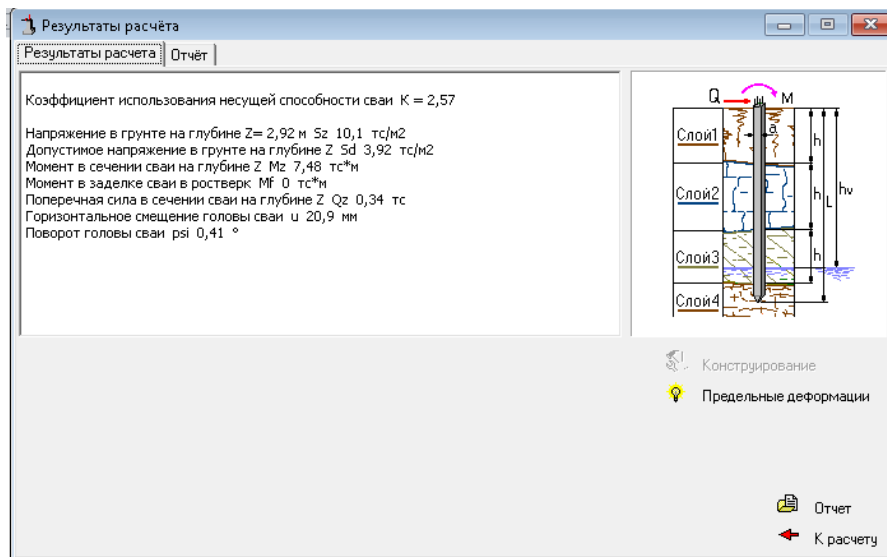 Результаты расчёта
Результаты расчета
Отчёт
Коэффициент использования несущей способности сваи K = 2,57
Напряжение в грунте на глубине Z= 2,92 м Sz 10,1 тс/м2
Допустимое напряжение в грунте на глубине Z Sd 3,92 тс/м2
Момент в сечении сваи на глубине Z Mz 7,48 тс*м
Момент в заделке сваи в ростверк Mf 0 тс*м
Поперечная сила в сечении сваи на глубине Z Qz 0,34 тс
Горизонтальное смещение головы сваи u 20,9 мм
Поворот головы сваи psi 0,41 °
Q M
Слой1 a h
Слой2 h L hv
Слой3 h
Слой4
Конструирование
Предельные деформации
Отчет
К расчету